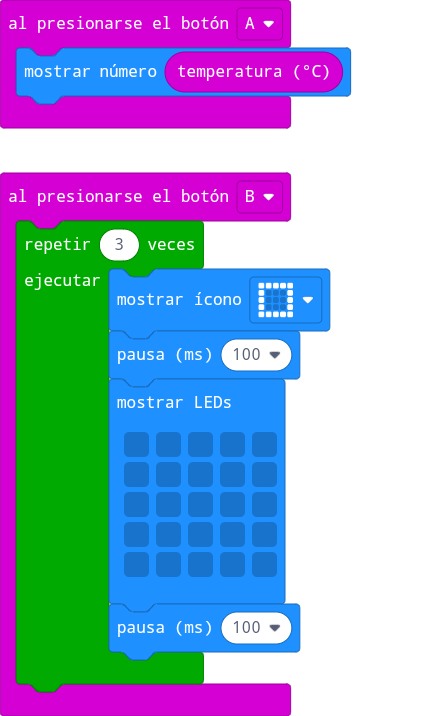 al presionarse el botón A
mostrar número temperatura (°C)
al presionarse el botón B
repetir 3 veces
ejecutar
mostrar ícono
pausa (ms) 100
mostrar LEDs
pausa (ms) 100